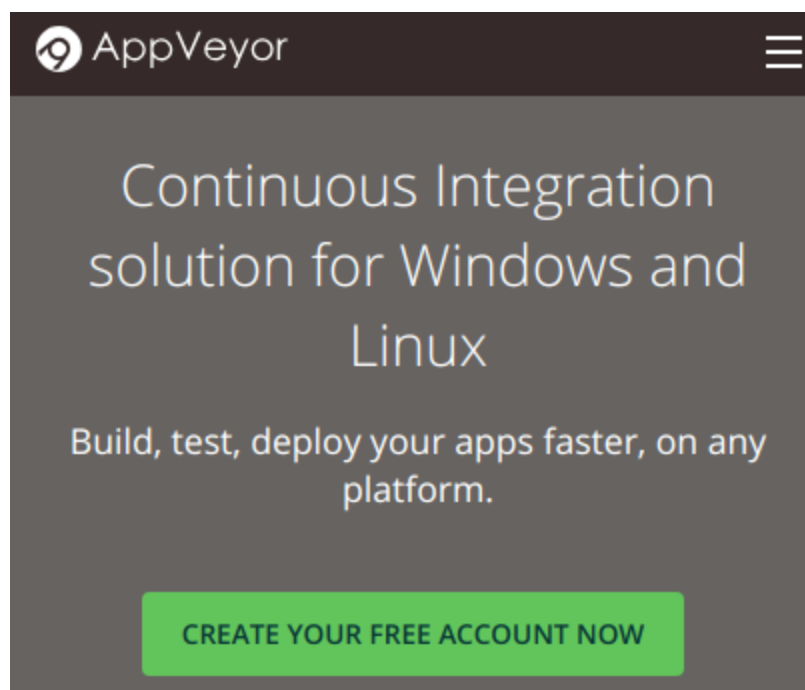 AppVeyor
Continuous Integration
solution for Windows and
Linux
Build, test, deploy your apps faster, on any
platform.
CREATE YOUR FREE ACCOUNT NOW